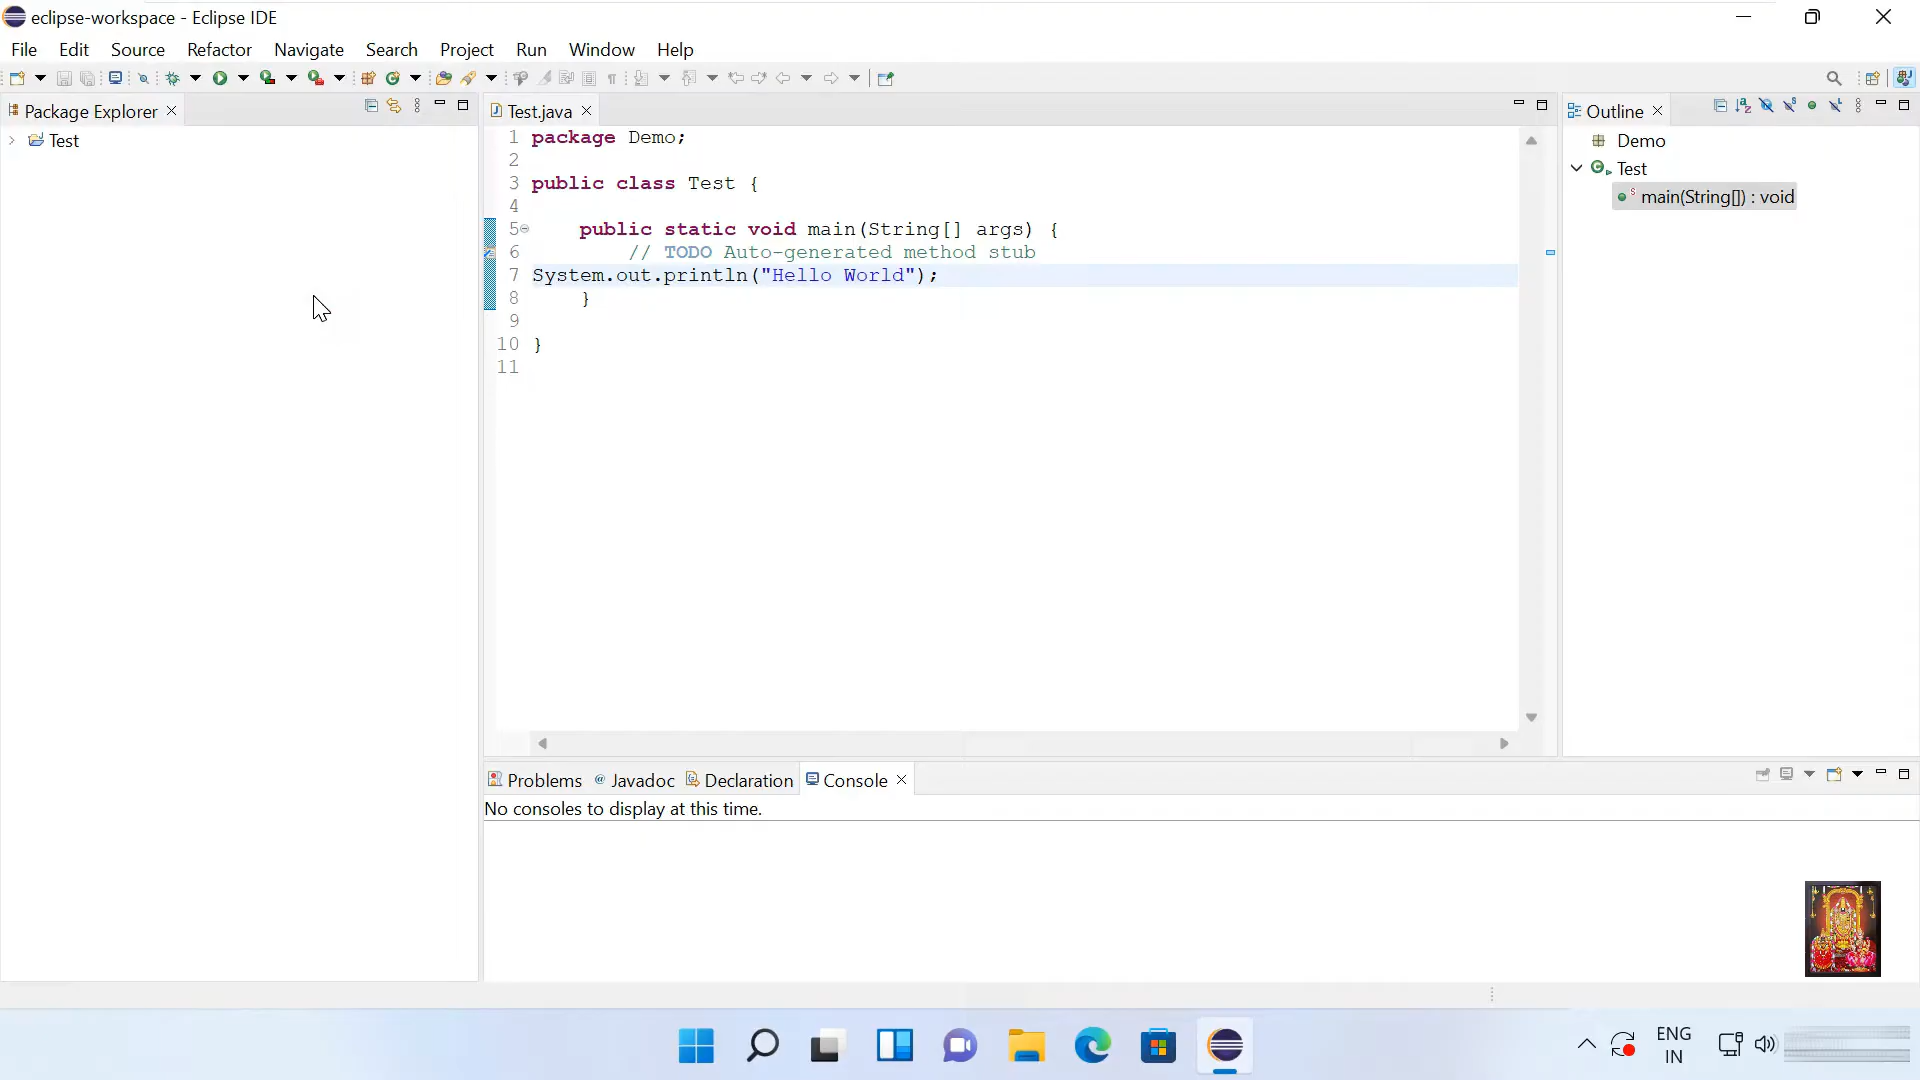 eclipse-workspace - Eclipse IDE
File Edit Source Refactor Navigate Search Project Run Window Help
Package Explorer
Test
Test.java
1 package Demo;
2
3 public class Test {
4
5 public static void main(String[] args) {
6 // TODO Auto-generated method stub
7 System.out.println("Hello World");
8 }
9
10 }
11
Outline
Demo
Test
main(String[]) : void
Problems Javadoc Declaration Console
No consoles to display at this time.
ENG
IN